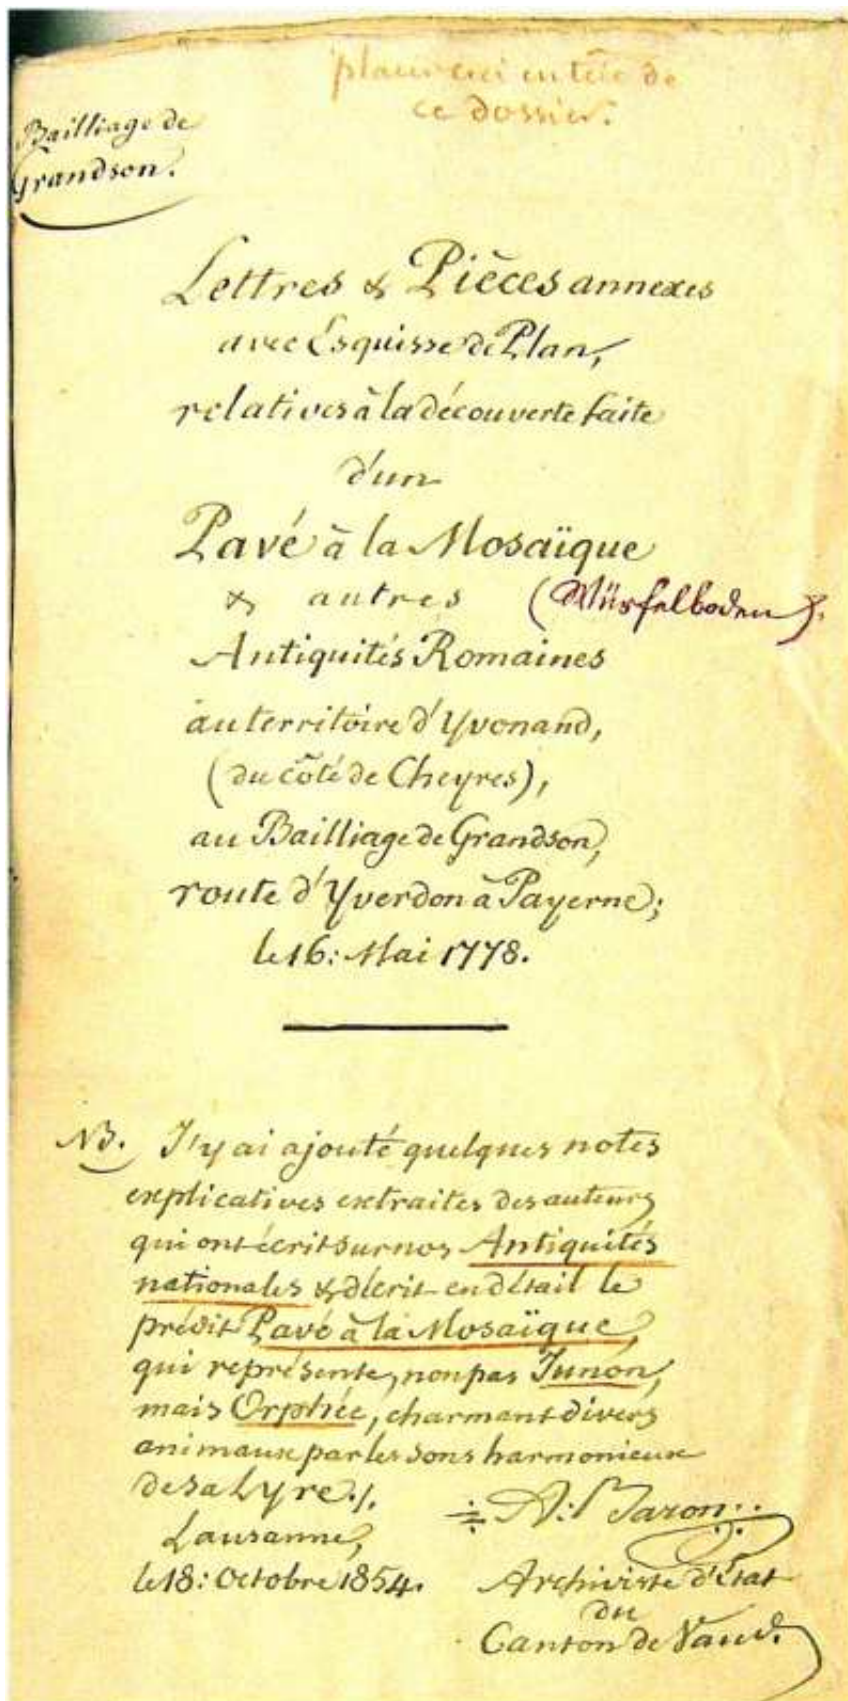 plans ceci en tête de
ce dossier.
Bailliage de
Grandson.
Lettres & Pièces annexes
avec Esquisse de Plan,
relatives à la découverte faite
d'un
Pavé à la Mosaïque
& autres (Würfelboden).
Antiquités Romaines
au territoire d'Yvonand,
(du côté de Cheyres),
au Bailliage de Grandson,
route d'Yverdon à Payerne;
le 16: Mai 1778.
NB. J'y ai ajouté quelques notes
explicatives extraites des auteurs
qui ont écrit sur nos Antiquités
nationales & décrit en détail le
prédit Pavé à la Mosaïque,
qui représente, non pas Junon,
mais Orphée, charmant divers
animaux par les sons harmonieux
de sa Lyre./.
Lausanne,
le 18: Octobre 1854.
A: Baron
Archiviste d'État
du
Canton de Vaud.